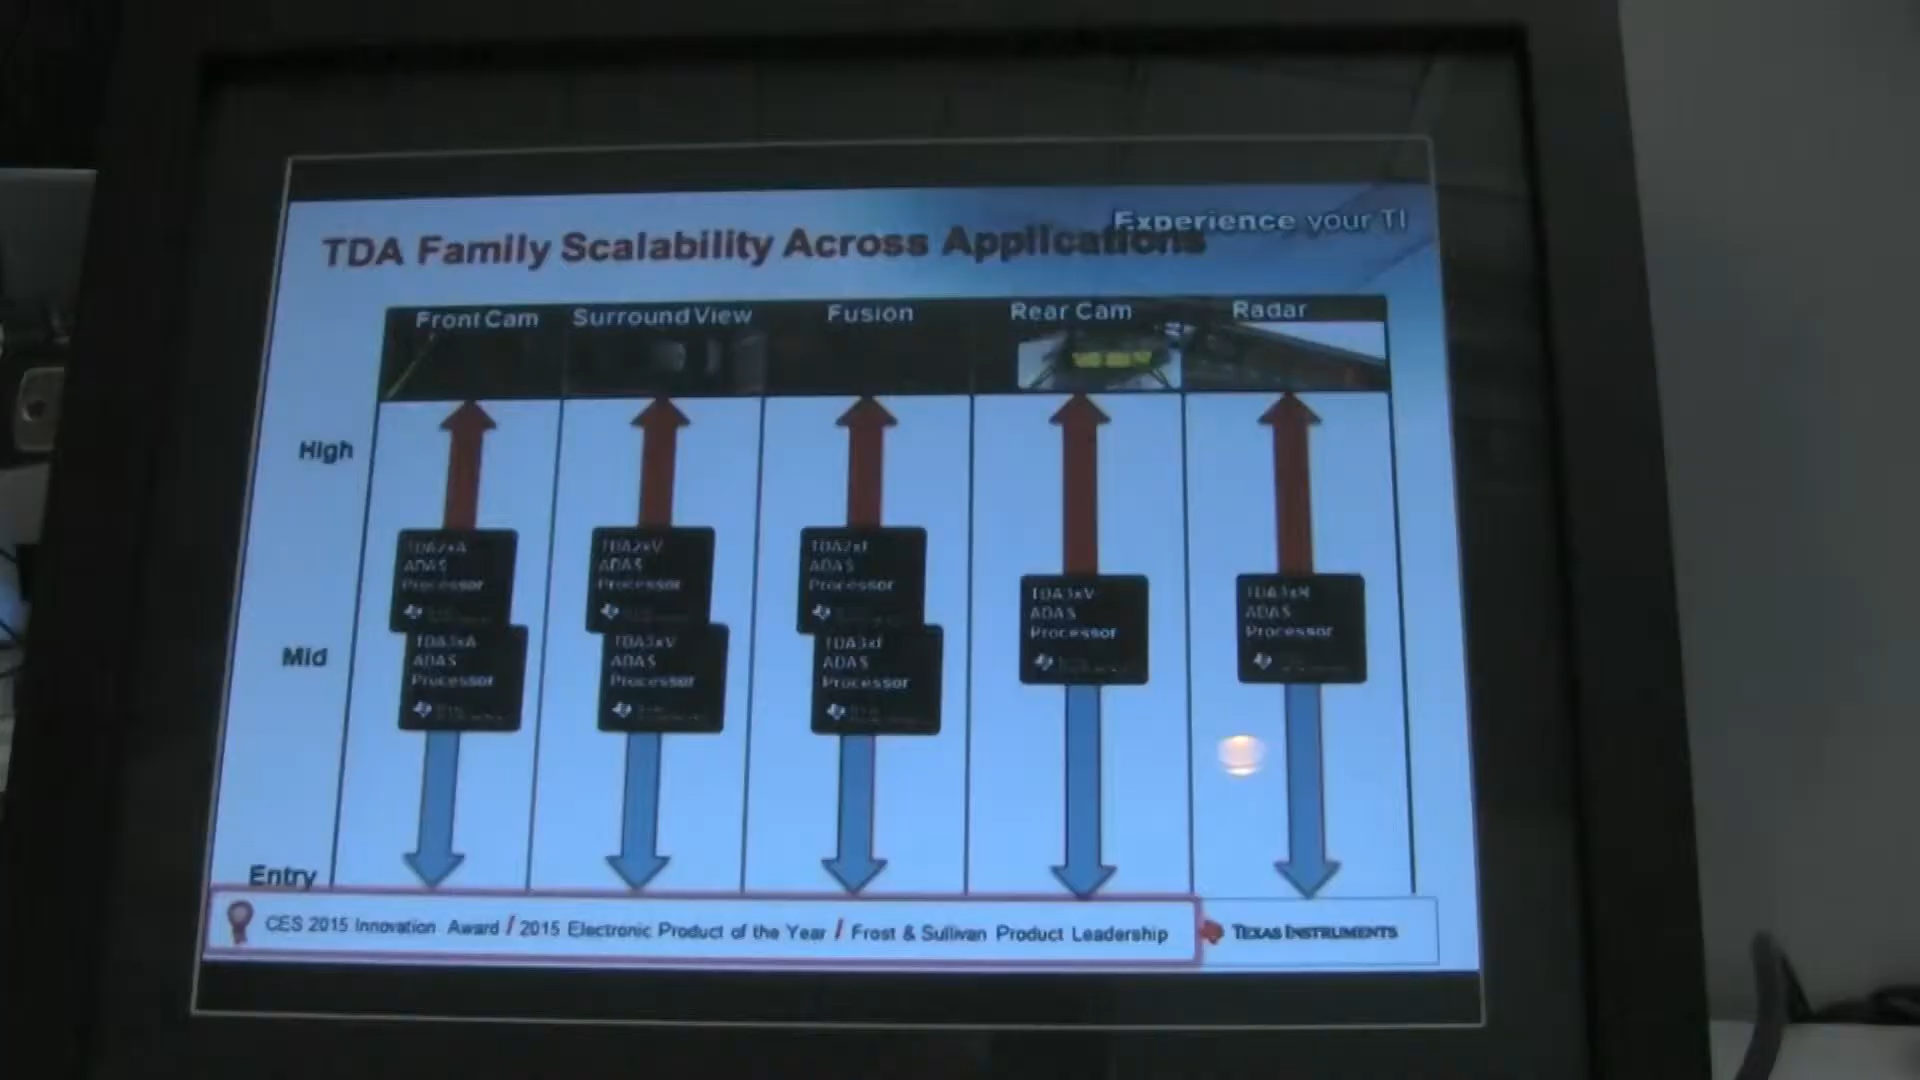 Experience your TI
TDA Family Scalability Across Applications
Front Cam
Surround View
Fusion
Rear Cam
Radar
High
TDA2xA
ADAS
Processor
TDA2xV
ADAS
Processor
ADAS
Processor
TDA3xV
ADAS
Processor
ADAS
Processor
Mid
TDA3xA
ADAS
Processor
TDA3xV
ADAS
Processor
ADAS
Processor
Entry
CES 2015 Innovation Award / 2015 Electronic Product of the Year / Frost & Sullivan Product Leadership
TEXAS INSTRUMENTS